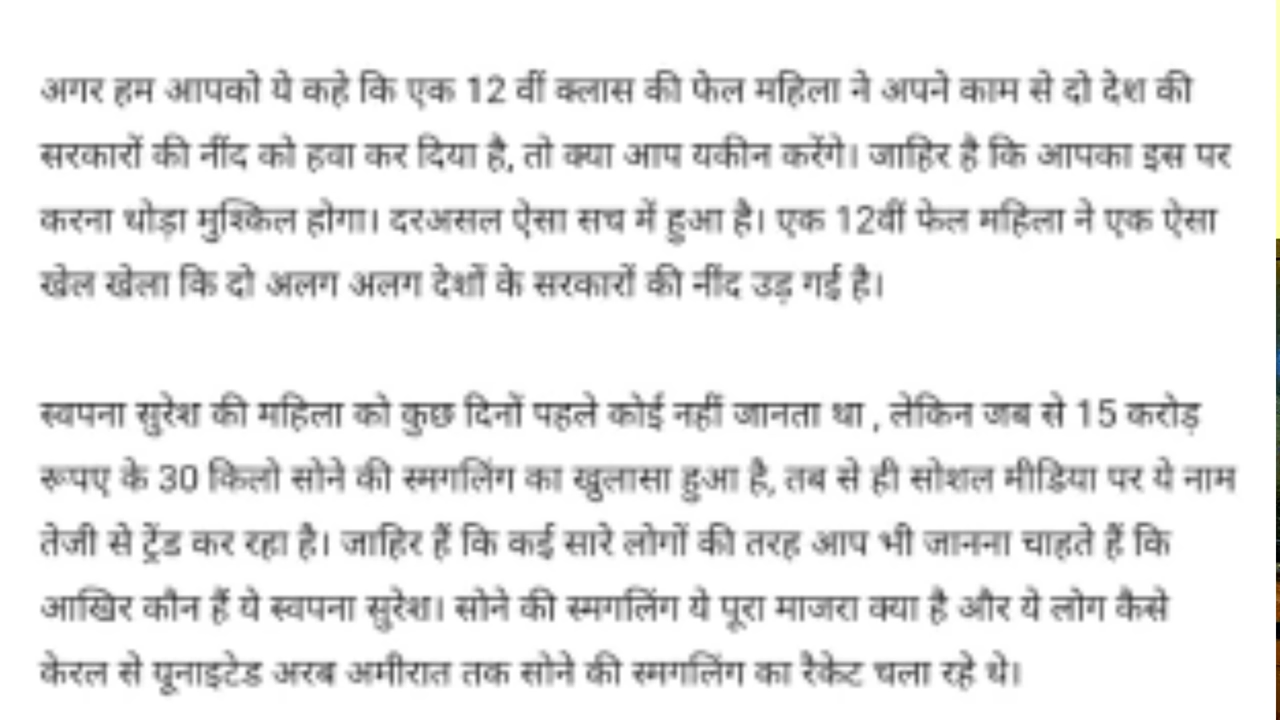 अगर हम आपको ये कहे कि एक 12 वीं क्लास की फेल महिला ने अपने काम से दो देश की
सरकारों की नींद को हवा कर दिया है, तो क्या आप यकीन करेंगे। जाहिर है कि आपका इस पर
करना थोड़ा मुश्किल होगा। दरअसल ऐसा सच में हुआ है। एक 12वीं फेल महिला ने एक ऐसा
खेल खेला कि दो अलग अलग देशों के सरकारों की नींद उड़ गई है।
स्वपना सुरेश की महिला को कुछ दिनों पहले कोई नहीं जानता था , लेकिन जब से 15 करोड़
रूपए के 30 किलो सोने की स्मगलिंग का खुलासा हुआ है, तब से ही सोशल मीडिया पर ये नाम
तेजी से ट्रेंड कर रहा है। जाहिर हैं कि कई सारे लोगों की तरह आप भी जानना चाहते हैं कि
आखिर कौन हैं ये स्वपना सुरेश। सोने की स्मगलिंग ये पूरा माजरा क्या है और ये लोग कैसे
केरल से यूनाइटेड अरब अमीरात तक सोने की स्मगलिंग का रैकेट चला रहे थे।